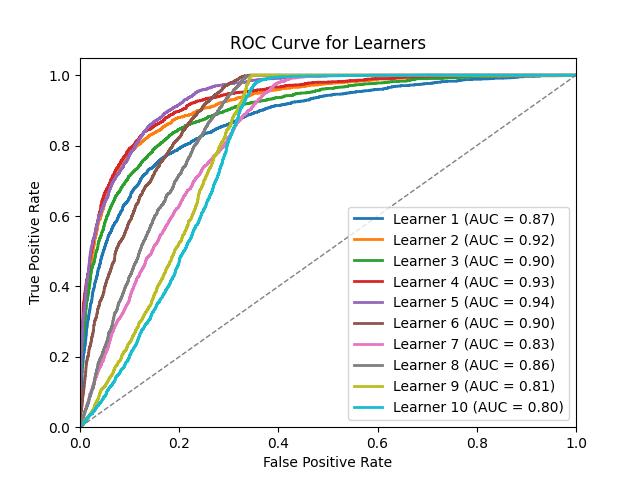 ROC Curve for Learners
1.0
0.8
0.6
0.4
0.2
0.0
True Positive Rate
Learner 1 (AUC = 0.87)
Learner 2 (AUC = 0.92)
Learner 3 (AUC = 0.90)
Learner 4 (AUC = 0.93)
Learner 5 (AUC = 0.94)
Learner 6 (AUC = 0.90)
Learner 7 (AUC = 0.83)
Learner 8 (AUC = 0.86)
Learner 9 (AUC = 0.81)
Learner 10 (AUC = 0.80)
0.0 0.2 0.4 0.6 0.8 1.0
False Positive Rate